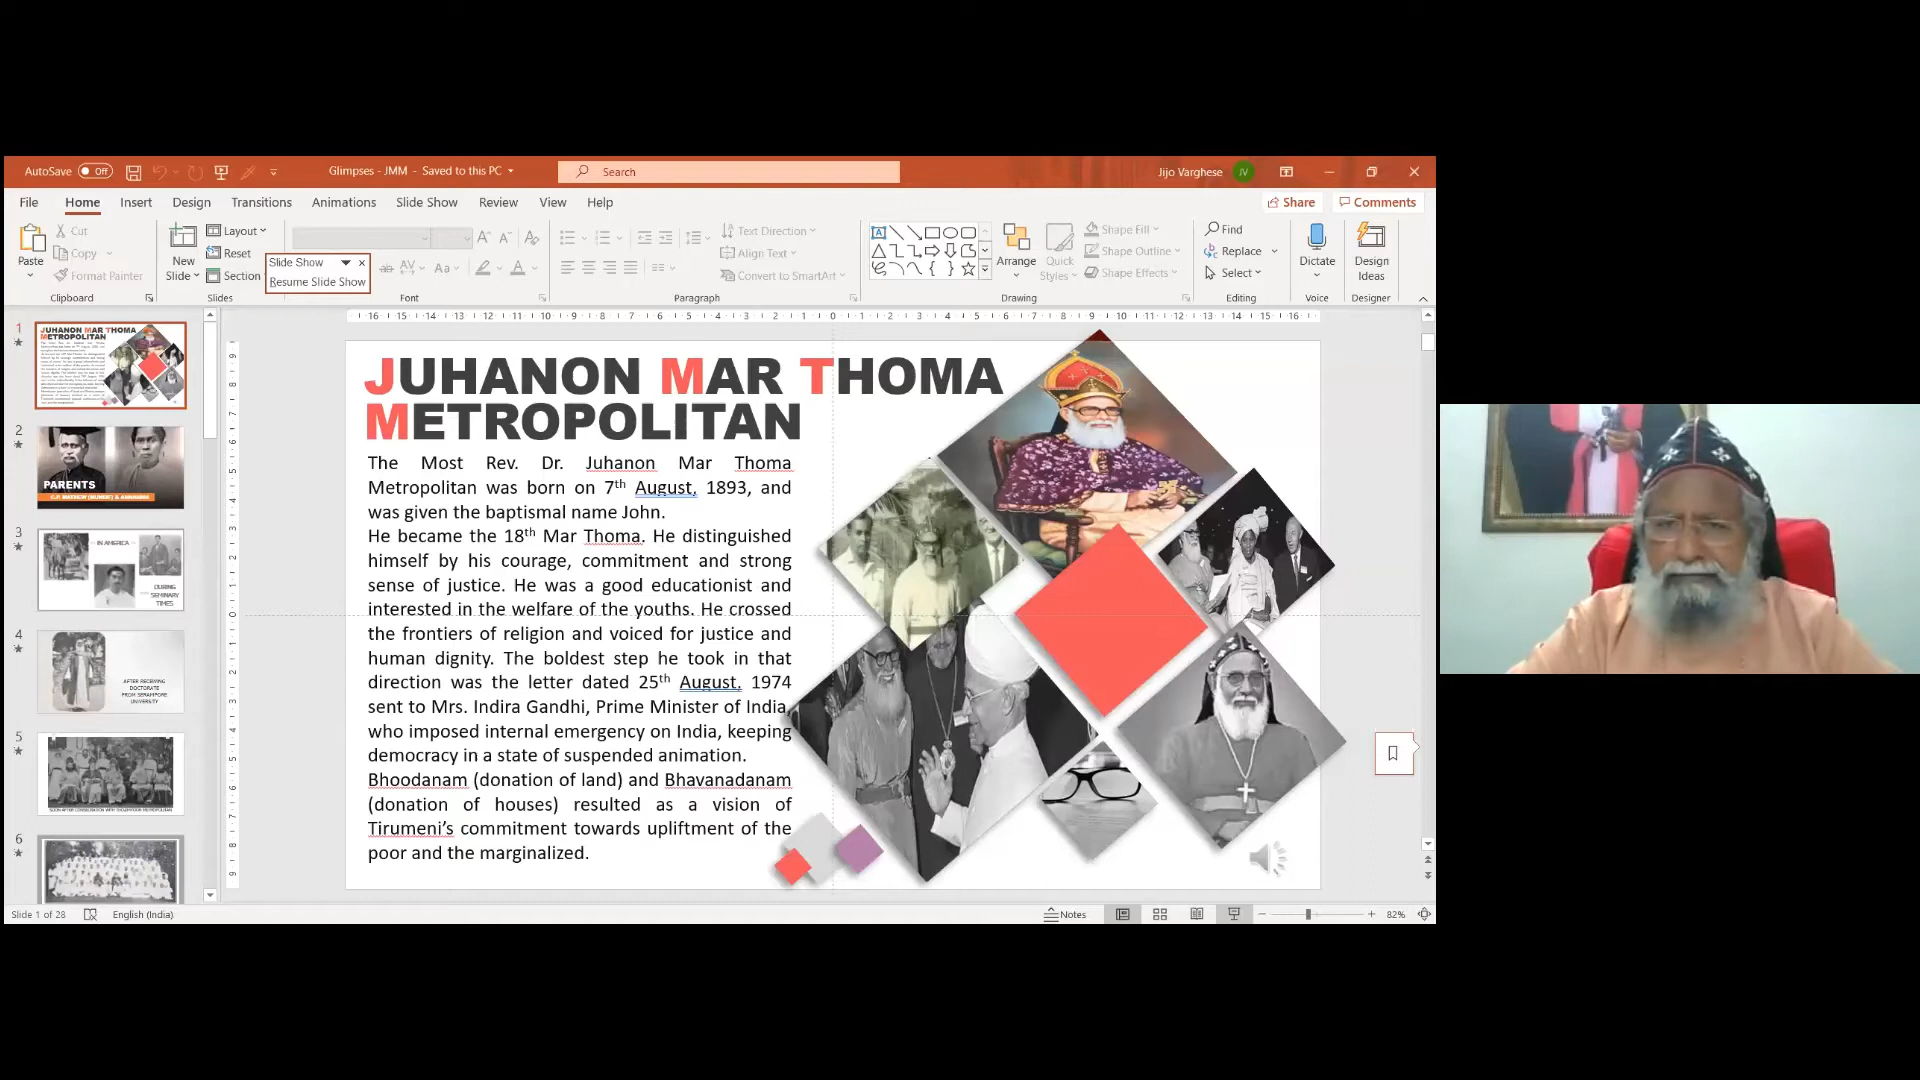 AutoSave Off
Glimpses - JMM - Saved to this PC
Search
Jijo Varghese JV
File Home Insert Design Transitions Animations Slide Show Review View Help
Share Comments
Paste
Cut
Copy
Format Painter
Clipboard
New
Slide
Layout
Reset
Section
Slides
Slide Show
Resume Slide Show
Font
Text Direction
Align Text
Convert to SmartArt
Paragraph
Arrange
Quick
Styles
Shape Fill
Shape Outline
Shape Effects
Drawing
Find
Replace
Select
Editing
Dictate
Voice
Design
Ideas
Designer
1
JUHANON MAR THOMA
METROPOLITAN
2
PARENTS
3
IN AMERICA
DURING
SEMINARY
TIMES
4
AFTER RECEIVING
DOCTORATE
FROM SERAMPORE
UNIVERSITY
5
6
JUHANON MAR THOMA
METROPOLITAN
The Most Rev. Dr. Juhanon Mar Thoma
Metropolitan was born on 7th August, 1893, and
was given the baptismal name John.
He became the 18th Mar Thoma. He distinguished
himself by his courage, commitment and strong
sense of justice. He was a good educationist and
interested in the welfare of the youths. He crossed
the frontiers of religion and voiced for justice and
human dignity. The boldest step he took in that
direction was the letter dated 25th August, 1974
sent to Mrs. Indira Gandhi, Prime Minister of India,
who imposed internal emergency on India, keeping
democracy in a state of suspended animation.
Bhoodanam (donation of land) and Bhavanadanam
(donation of houses) resulted as a vision of
Tirumeni’s commitment towards upliftment of the
poor and the marginalized.
Slide 1 of 28 English (India)
Notes
82%